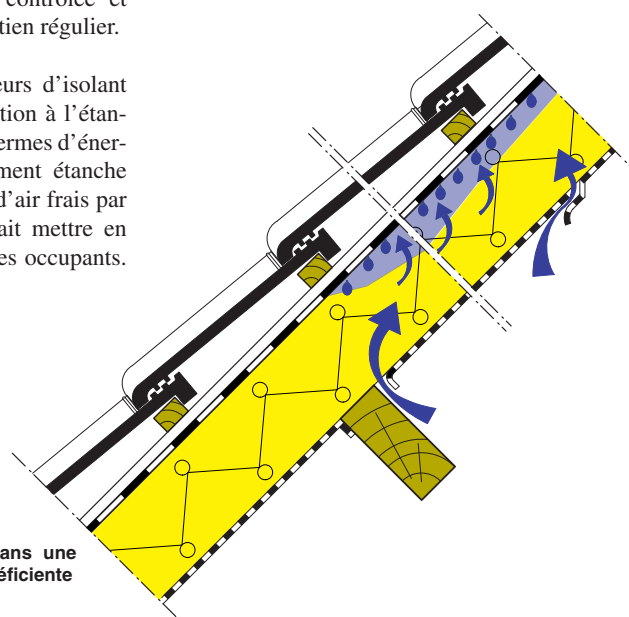 contrôlée et
tien régulier.
eurs d'isolant
tion à l'étan-
ermes d'éner-
ment étanche
d'air frais par
ait mettre en
es occupants.
ans une
éficiente